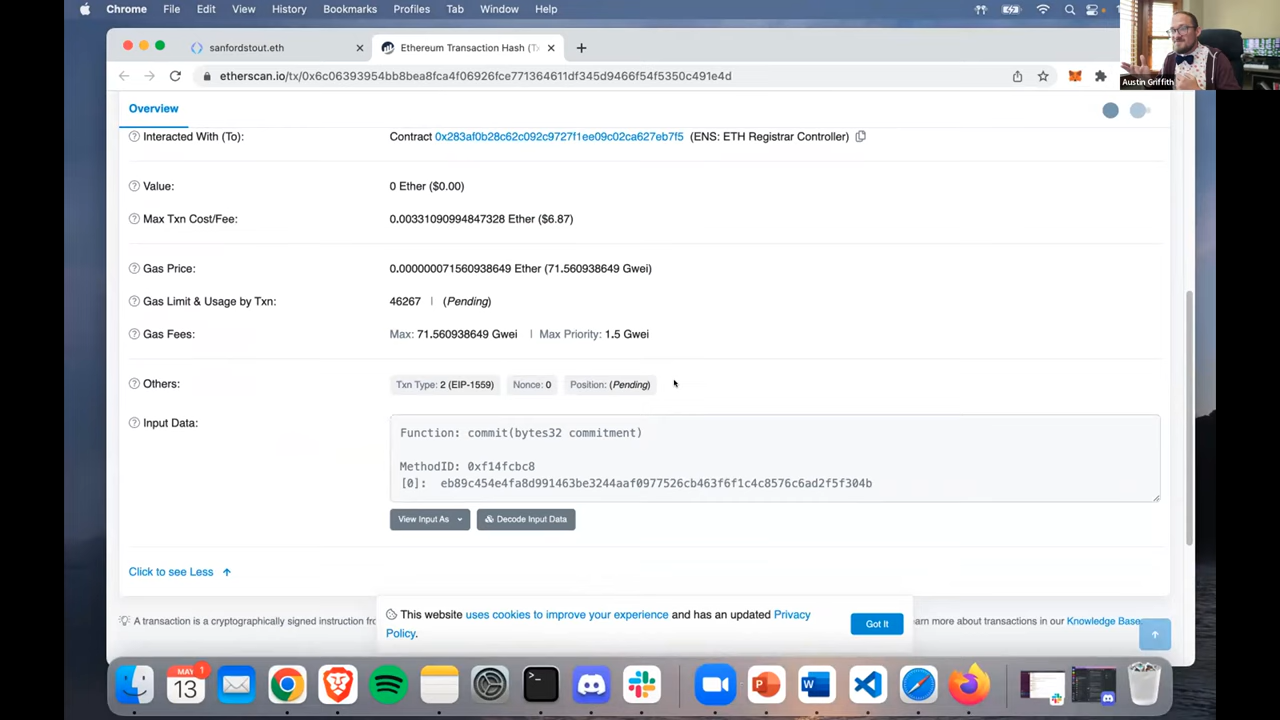 Chrome File Edit View History Bookmarks Profiles Tab Window Help
sanfordstout.eth
Ethereum Transaction Hash (Tx
etherscan.io/tx/0x6c06393954bb8bea8fca4f06926fce771364611df345d9466f54f5350c491e4d
Austin Griffith
Overview
Interacted With (To): Contract 0x283af0b28c62c092c9727f1ee09c02ca627eb7f5 (ENS: ETH Registrar Controller)
Value: 0 Ether ($0.00)
Max Txn Cost/Fee: 0.00331090994847328 Ether ($6.87)
Gas Price: 0.000000071560938649 Ether (71.560938649 Gwei)
Gas Limit & Usage by Txn: 46267 | (Pending)
Gas Fees: Max: 71.560938649 Gwei | Max Priority: 1.5 Gwei
Others: Txn Type: 2 (EIP-1559) Nonce: 0 Position: (Pending)
Input Data:
Function: commit(bytes32 commitment)
MethodID: 0xf14fcbc8
[0]: eb89c454e4fa8d991463be3244aaf0977526cb463f6f1c4c8576c6ad2f5f304b
View Input As Decode Input Data
Click to see Less
This website uses cookies to improve your experience and has an updated Privacy
Policy.
Got It
A transaction is a cryptographically signed instruction fr
earn more about transactions in our Knowledge Base.
MAY
13
1